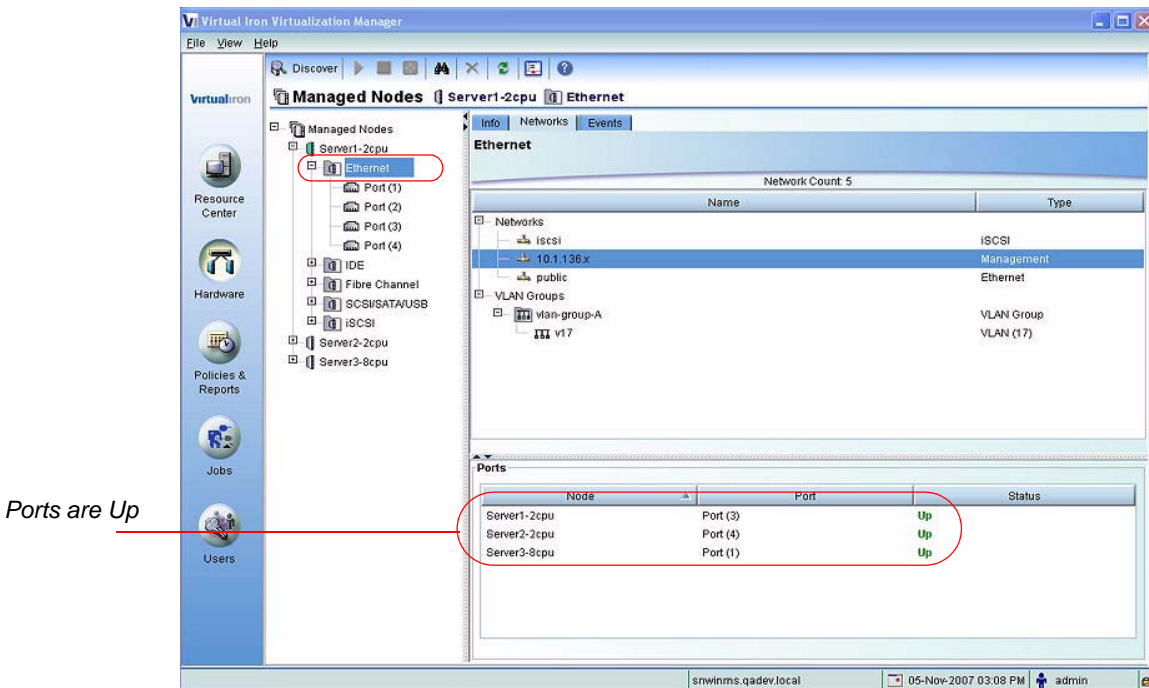 Virtual Iron Virtualization Manager
File View Help
Discover
Virtualiron
Managed Nodes Server1-2cpu Ethernet
Resource Center
Hardware
Policies & Reports
Jobs
Users
Managed Nodes
Server1-2cpu
Ethernet
Port (1)
Port (2)
Port (3)
Port (4)
IDE
Fibre Channel
SCSI/SATA/USB
iSCSI
Server2-2cpu
Server3-8cpu
Info Networks Events
Ethernet
Network Count: 5
Name Type
Networks
iscsi iSCSI
10.1.136.x Management
public Ethernet
VLAN Groups
vlan-group-A VLAN Group
v17 VLAN (17)
Ports
Node Port Status
Server1-2cpu Port (3) Up
Server2-2cpu Port (4) Up
Server3-8cpu Port (1) Up
Ports are Up
snwinms.qadev.local 05-Nov-2007 03:08 PM admin